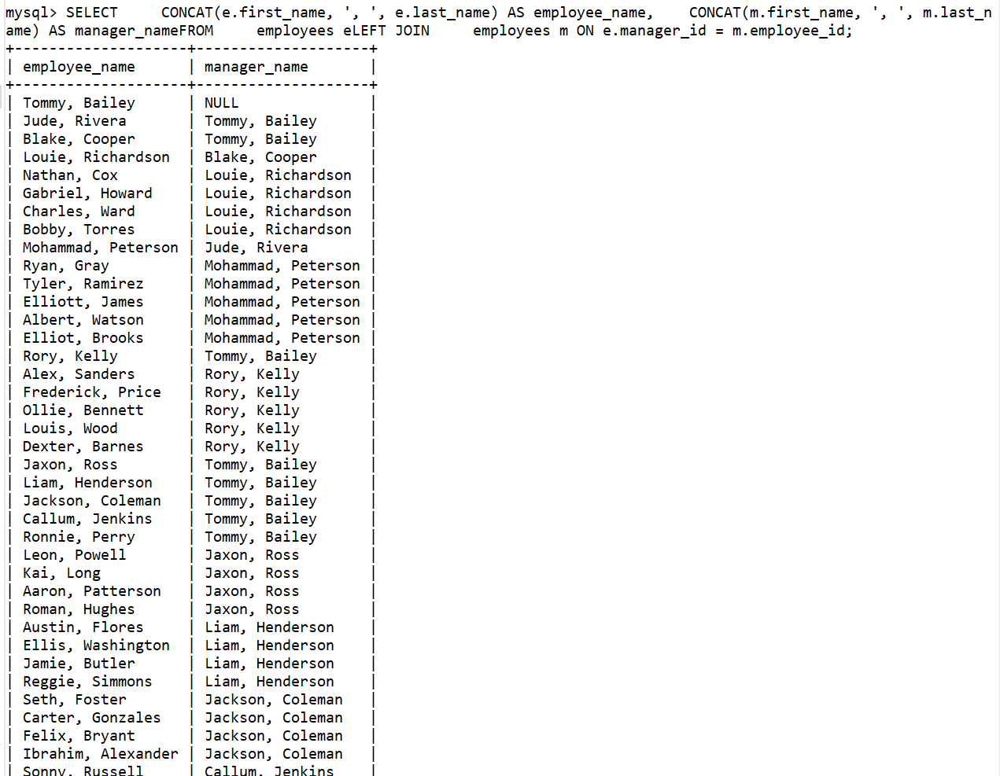 mysql> SELECT     CONCAT(e.first_name, ', ', e.last_name) AS employee_name,    CONCAT(m.first_name, ', ', m.last_n
ame) AS manager_nameFROM     employees eLEFT JOIN     employees m ON e.manager_id = m.employee_id;
+--------------------+--------------------+
| employee_name      | manager_name       |
+--------------------+--------------------+
| Tommy, Bailey      | NULL               |
| Jude, Rivera       | Tommy, Bailey      |
| Blake, Cooper      | Tommy, Bailey      |
| Louie, Richardson  | Blake, Cooper      |
| Nathan, Cox        | Louie, Richardson  |
| Gabriel, Howard    | Louie, Richardson  |
| Charles, Ward      | Louie, Richardson  |
| Bobby, Torres      | Louie, Richardson  |
| Mohammad, Peterson | Jude, Rivera       |
| Ryan, Gray         | Mohammad, Peterson |
| Tyler, Ramirez     | Mohammad, Peterson |
| Elliott, James     | Mohammad, Peterson |
| Albert, Watson     | Mohammad, Peterson |
| Elliot, Brooks     | Mohammad, Peterson |
| Rory, Kelly        | Tommy, Bailey      |
| Alex, Sanders      | Rory, Kelly        |
| Frederick, Price   | Rory, Kelly        |
| Ollie, Bennett     | Rory, Kelly        |
| Louis, Wood        | Rory, Kelly        |
| Dexter, Barnes     | Rory, Kelly        |
| Jaxon, Ross        | Tommy, Bailey      |
| Liam, Henderson    | Tommy, Bailey      |
| Jackson, Coleman   | Tommy, Bailey      |
| Callum, Jenkins    | Tommy, Bailey      |
| Ronnie, Perry      | Tommy, Bailey      |
| Leon, Powell       | Jaxon, Ross        |
| Kai, Long          | Jaxon, Ross        |
| Aaron, Patterson   | Jaxon, Ross        |
| Roman, Hughes      | Jaxon, Ross        |
| Austin, Flores     | Liam, Henderson    |
| Ellis, Washington  | Liam, Henderson    |
| Jamie, Butler      | Liam, Henderson    |
| Reggie, Simmons    | Liam, Henderson    |
| Seth, Foster       | Jackson, Coleman   |
| Carter, Gonzales   | Jackson, Coleman   |
| Felix, Bryant      | Jackson, Coleman   |
| Ibrahim, Alexander | Jackson, Coleman   |
| Sonny, Russell     | Callum, Jenkins    |